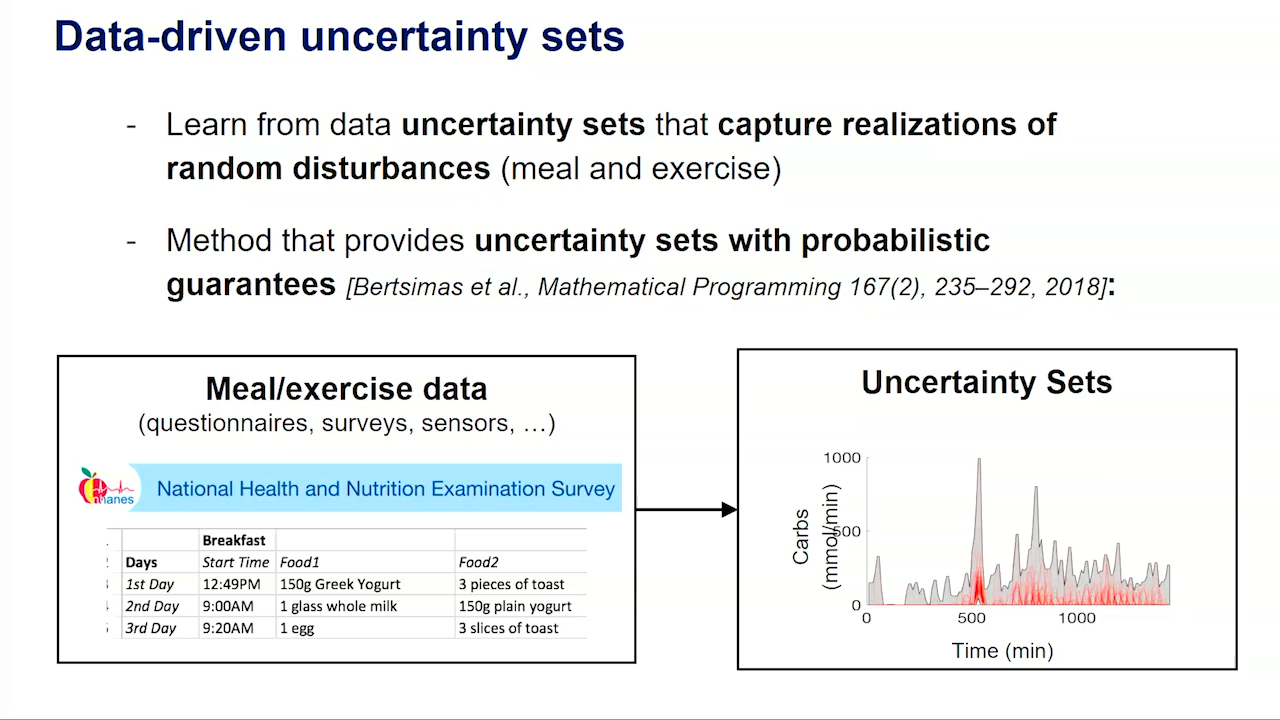 Data-driven uncertainty sets
- Learn from data uncertainty sets that capture realizations of
random disturbances (meal and exercise)
- Method that provides uncertainty sets with probabilistic
guarantees [Bertsimas et al., Mathematical Programming 167(2), 235–292, 2018]:
Meal/exercise data
(questionnaires, surveys, sensors, …)
nhanes
National Health and Nutrition Examination Survey
Breakfast
Days Start Time Food1 Food2
1st Day 12:49PM 150g Greek Yogurt 3 pieces of toast
2nd Day 9:00AM 1 glass whole milk 150g plain yogurt
3rd Day 9:20AM 1 egg 3 slices of toast
Uncertainty Sets
Carbs
(mmol/min)
1000
500
0
0 500 1000
Time (min)